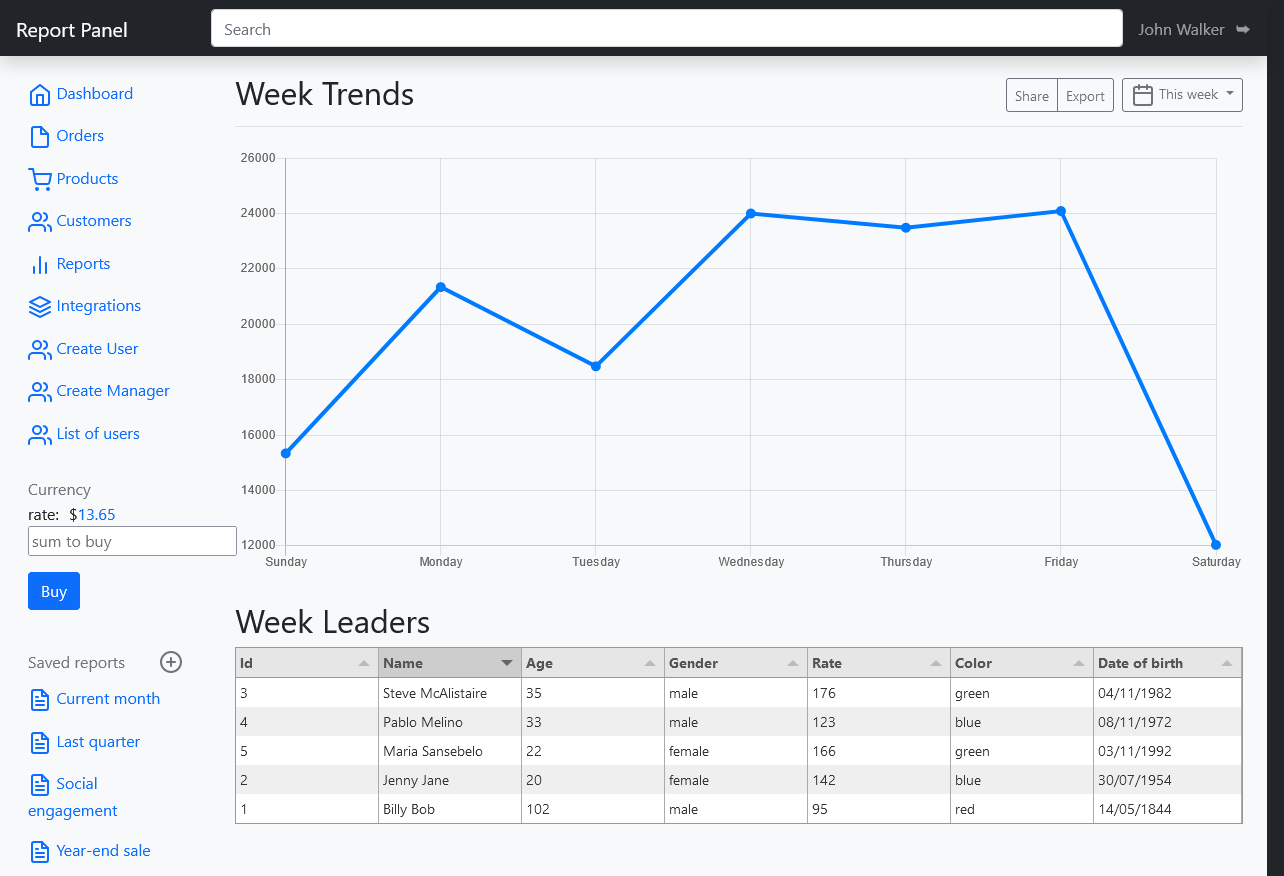 Report Panel
Search
John Walker
Dashboard
Orders
Products
Customers
Reports
Integrations
Create User
Create Manager
List of users
Currency
rate: $13.65
sum to buy
Buy
Saved reports
Current month
Last quarter
Social
engagement
Year-end sale
Week Trends
Share Export This week
26000
24000
22000
20000
18000
16000
14000
12000
Sunday Monday Tuesday Wednesday Thursday Friday Saturday
Week Leaders
Id Name Age Gender Rate Color Date of birth
3 Steve McAlistaire 35 male 176 green 04/11/1982
4 Pablo Melino 33 male 123 blue 08/11/1972
5 Maria Sansebelo 22 female 166 green 03/11/1992
2 Jenny Jane 20 female 142 blue 30/07/1954
1 Billy Bob 102 male 95 red 14/05/1844